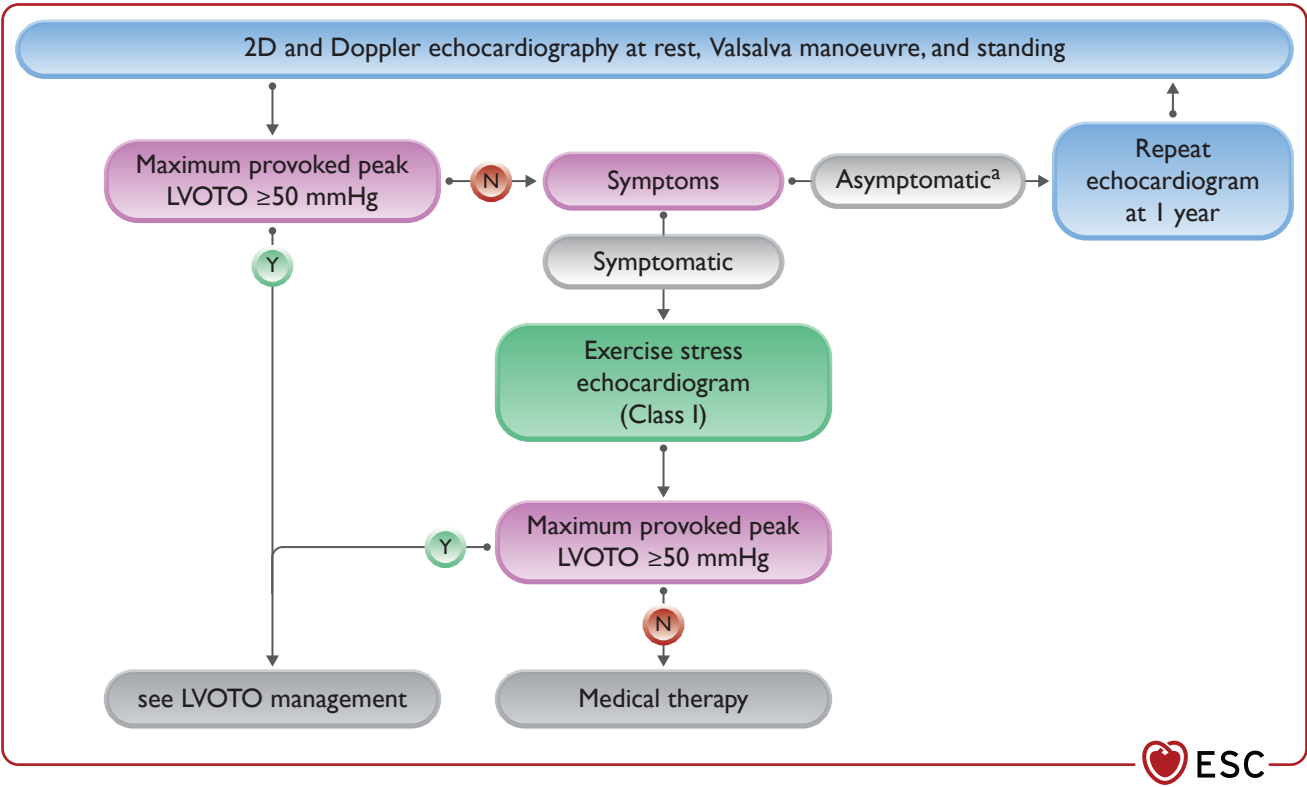 2D and Doppler echocardiography at rest, Valsalva manoeuvre, and standing
Maximum provoked peak
LVOTO ≥50 mmHg
N
Symptoms
Asymptomaticᵃ
Repeat
echocardiogram
at 1 year
Y
Symptomatic
Exercise stress
echocardiogram
(Class I)
Maximum provoked peak
LVOTO ≥50 mmHg
Y
N
see LVOTO management
Medical therapy
ESC